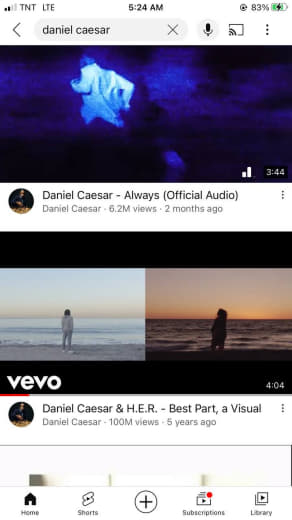 TNT LTE 5:24 AM 83%
daniel caesar
3:44
Daniel Caesar - Always (Official Audio)
Daniel Caesar · 6.2M views · 2 months ago
vevo
4:04
Daniel Caesar & H.E.R. - Best Part, a Visual
Daniel Caesar · 100M views · 5 years ago
Home Shorts Subscriptions Library